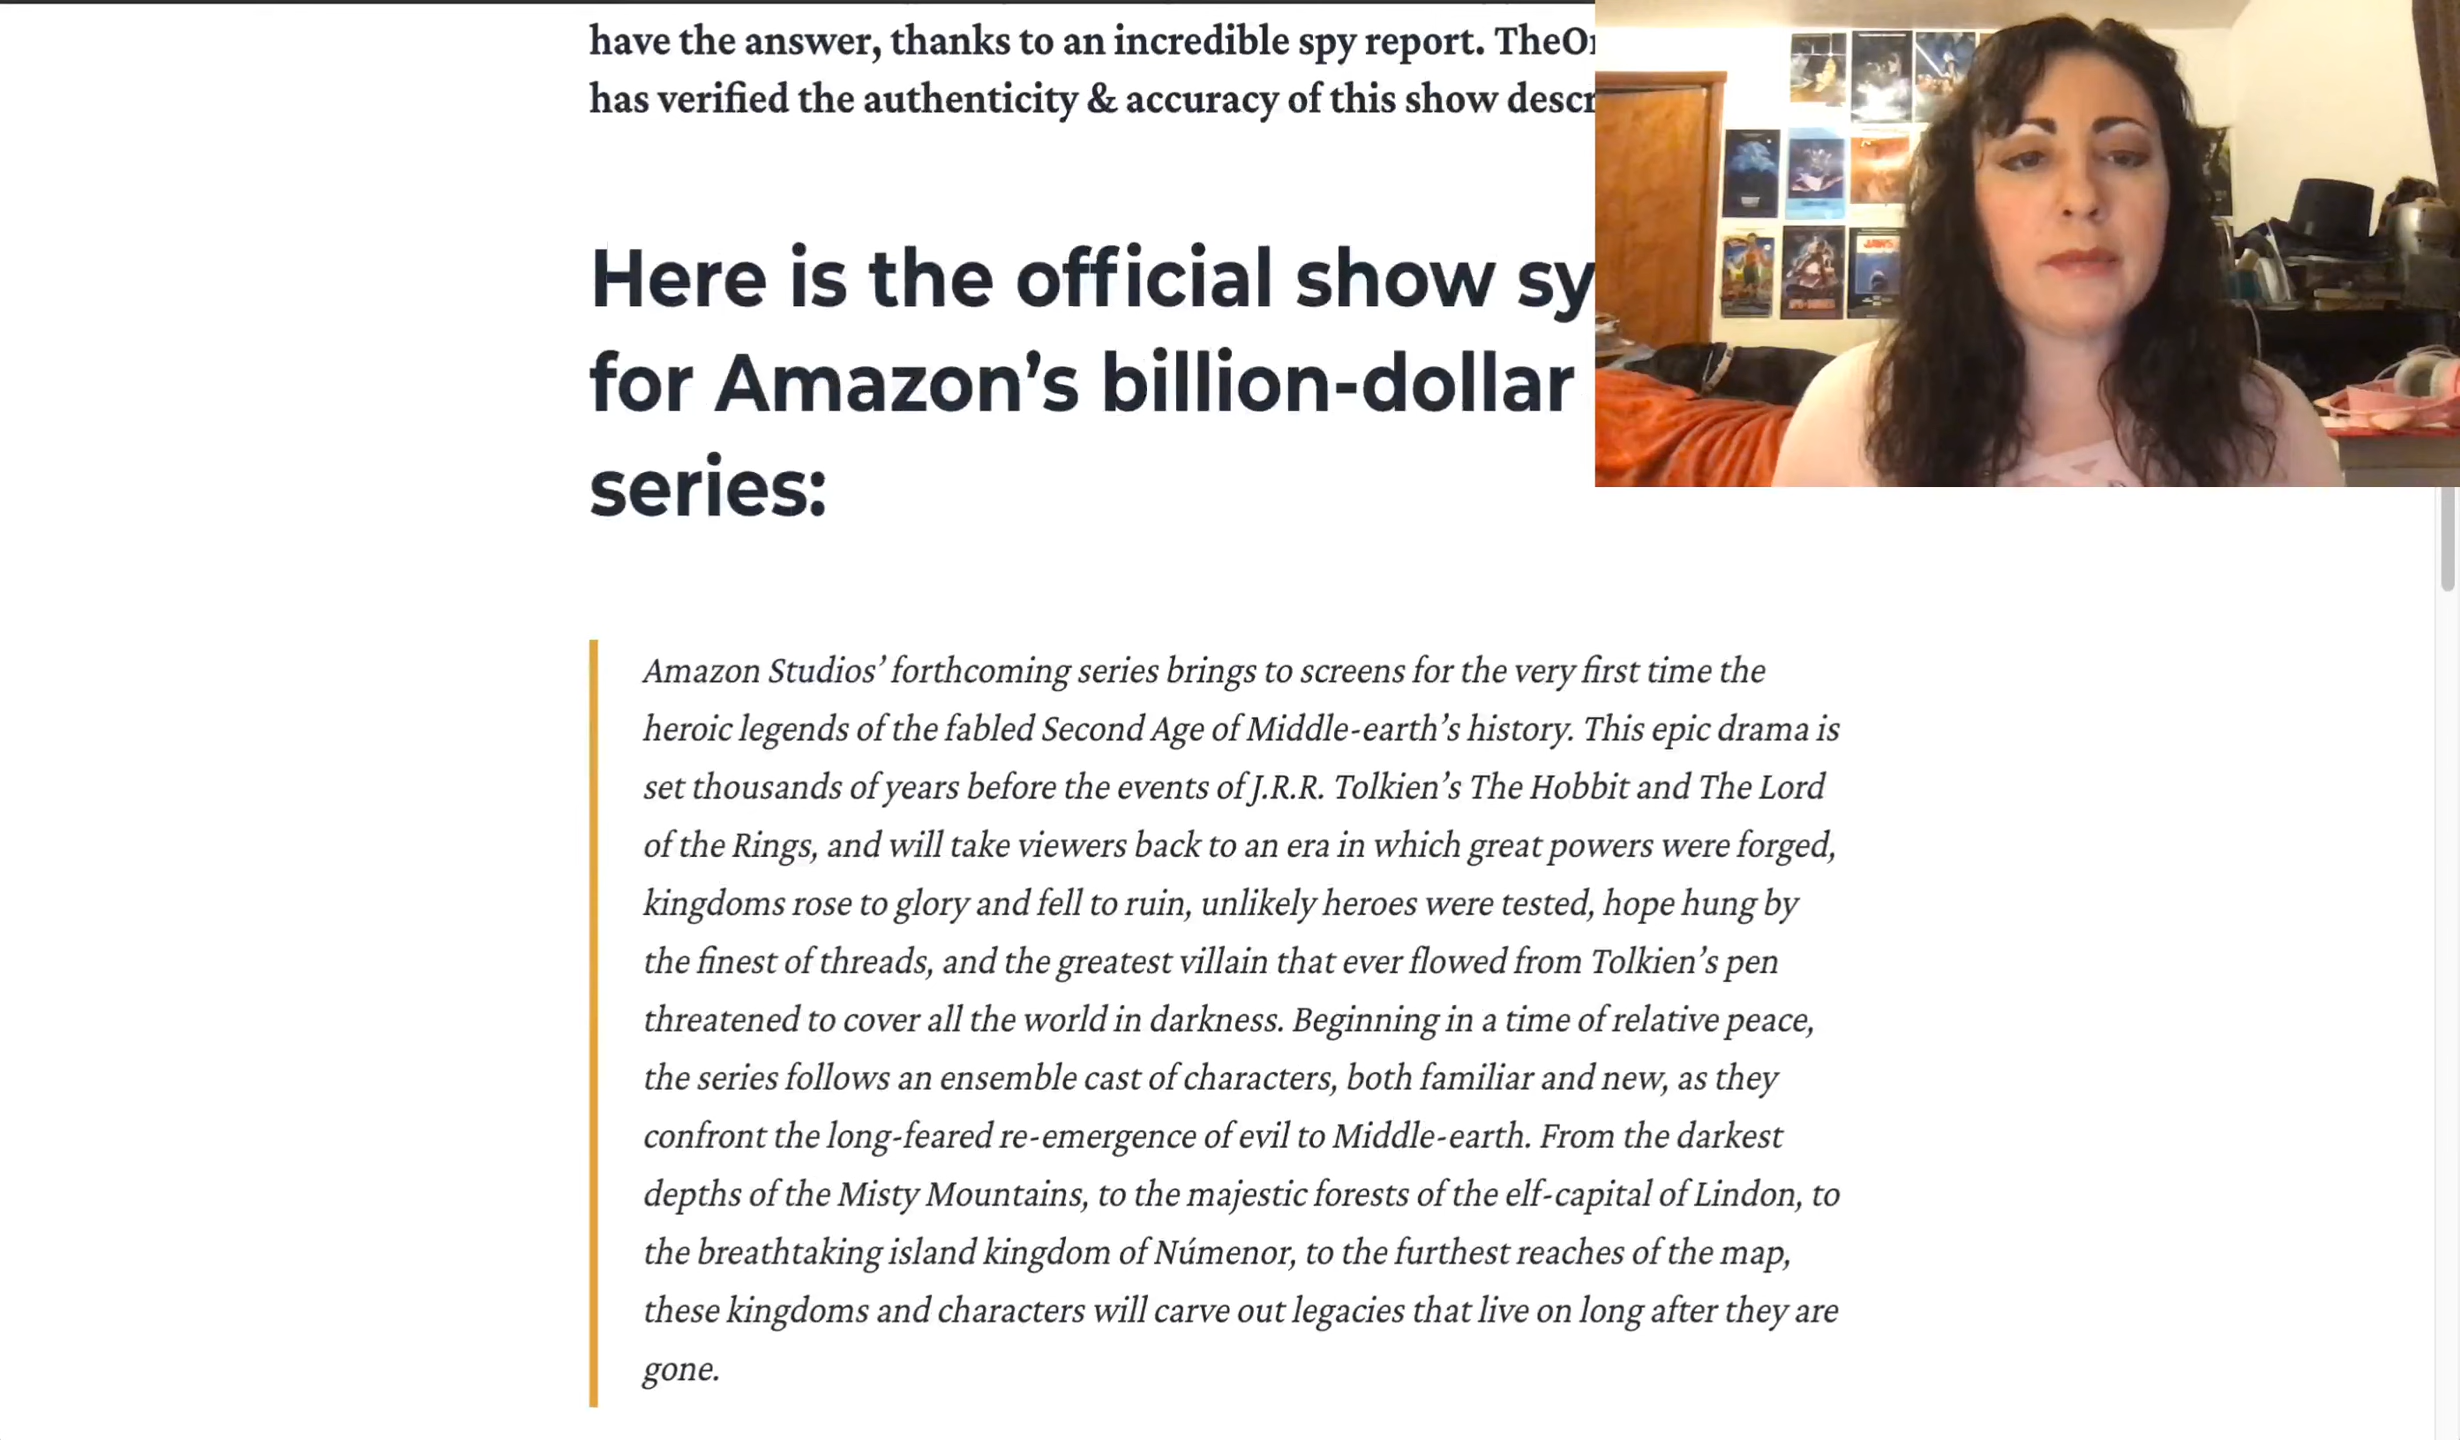 have the answer, thanks to an incredible spy report.
has verified the authenticity & accuracy of this show
Here is the official show
for Amazon’s billion-dollar
series:
Amazon Studios’ forthcoming series brings to screens for the very first time the
heroic legends of the fabled Second Age of Middle-earth’s history. This epic drama is
set thousands of years before the events of J.R.R. Tolkien’s The Hobbit and The Lord
of the Rings, and will take viewers back to an era in which great powers were forged,
kingdoms rose to glory and fell to ruin, unlikely heroes were tested, hope hung by
the finest of threads, and the greatest villain that ever flowed from Tolkien’s pen
threatened to cover all the world in darkness. Beginning in a time of relative peace,
the series follows an ensemble cast of characters, both familiar and new, as they
confront the long-feared re-emergence of evil to Middle-earth. From the darkest
depths of the Misty Mountains, to the majestic forests of the elf-capital of Lindon, to
the breathtaking island kingdom of Númenor, to the furthest reaches of the map,
these kingdoms and characters will carve out legacies that live on long after they are
gone.
JAWS